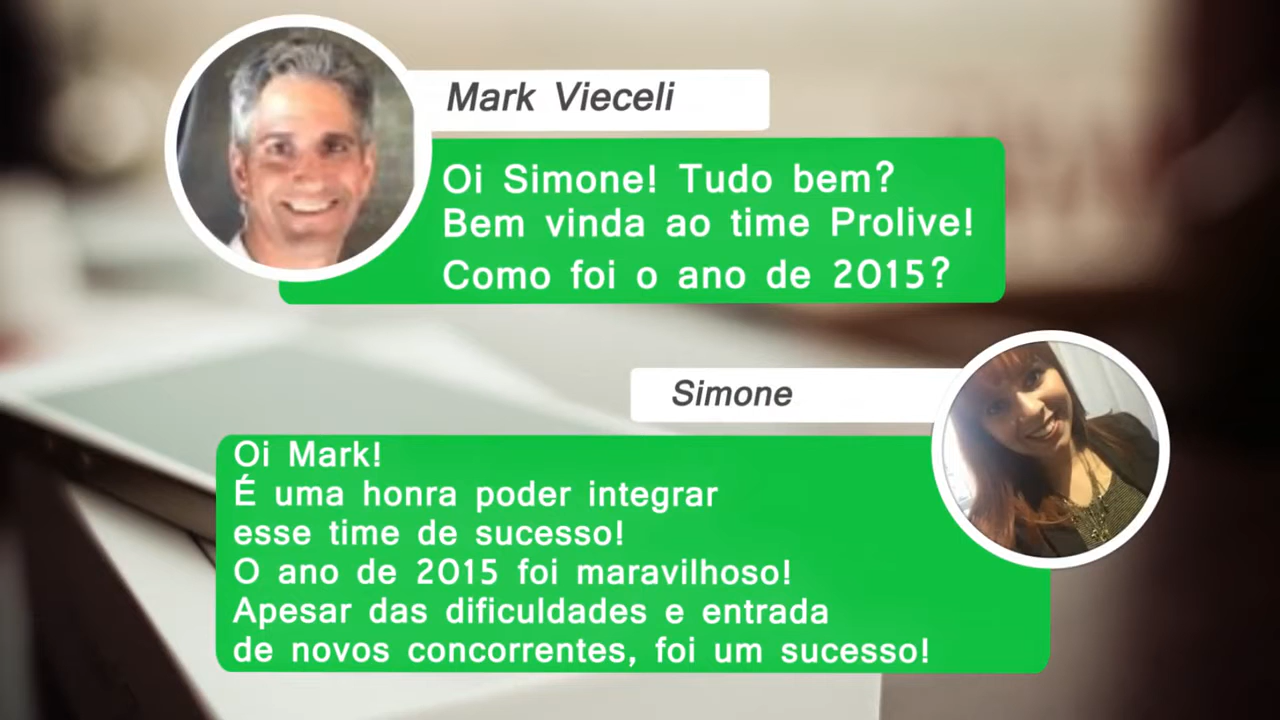 Mark Vieceli
Oi Simone! Tudo bem?
Bem vinda ao time Prolive!
Como foi o ano de 2015?
Simone
Oi Mark!
É uma honra poder integrar
esse time de sucesso!
O ano de 2015 foi maravilhoso!
Apesar das dificuldades e entrada
de novos concorrentes, foi um sucesso!